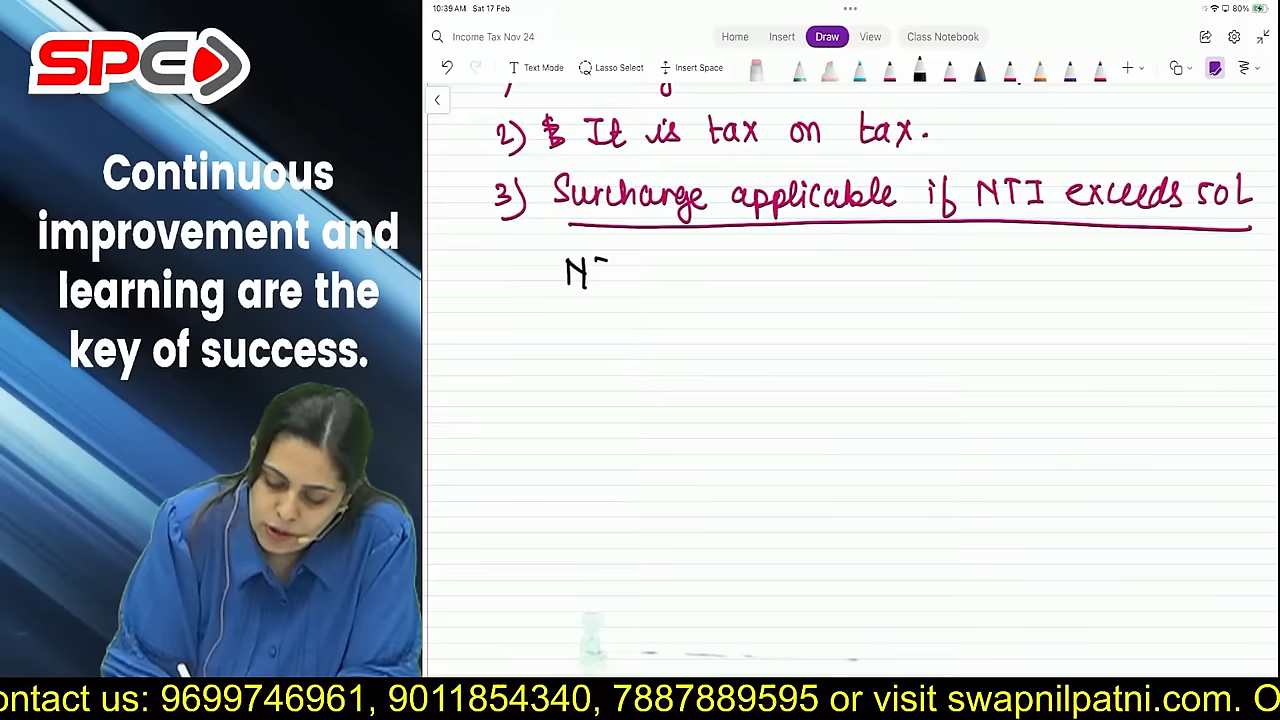 SPC
Continuous
improvement and
learning are the
key of success.
10:39 AM Sat 17 Feb
80%
Income Tax Nov 24
Home Insert Draw View Class Notebook
Text Mode Lasso Select Insert Space
2) It is tax on tax.
3) Surcharge applicable if NTI exceeds 50L
N
ontact us: 9699746961, 9011854340, 7887889595 or visit swapnilpatni.com. O